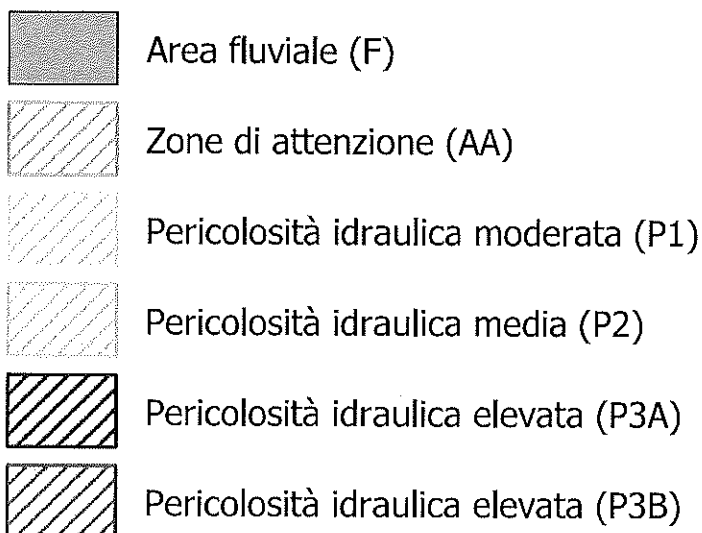 Area fluviale (F)
Zone di attenzione (AA)
Pericolosità idraulica moderata (P1)
Pericolosità idraulica media (P2)
Pericolosità idraulica elevata (P3A)
Pericolosità idraulica elevata (P3B)